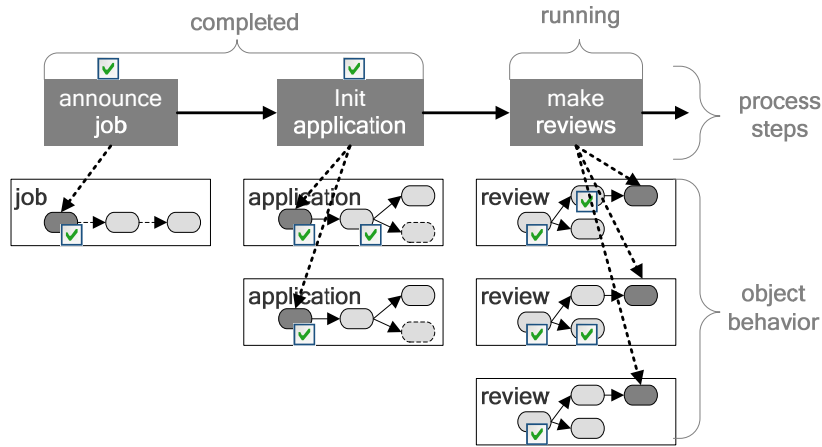 completed
running
announce
job
Init
application
make
reviews
process
steps
job
application
review
application
review
object
behavior
review